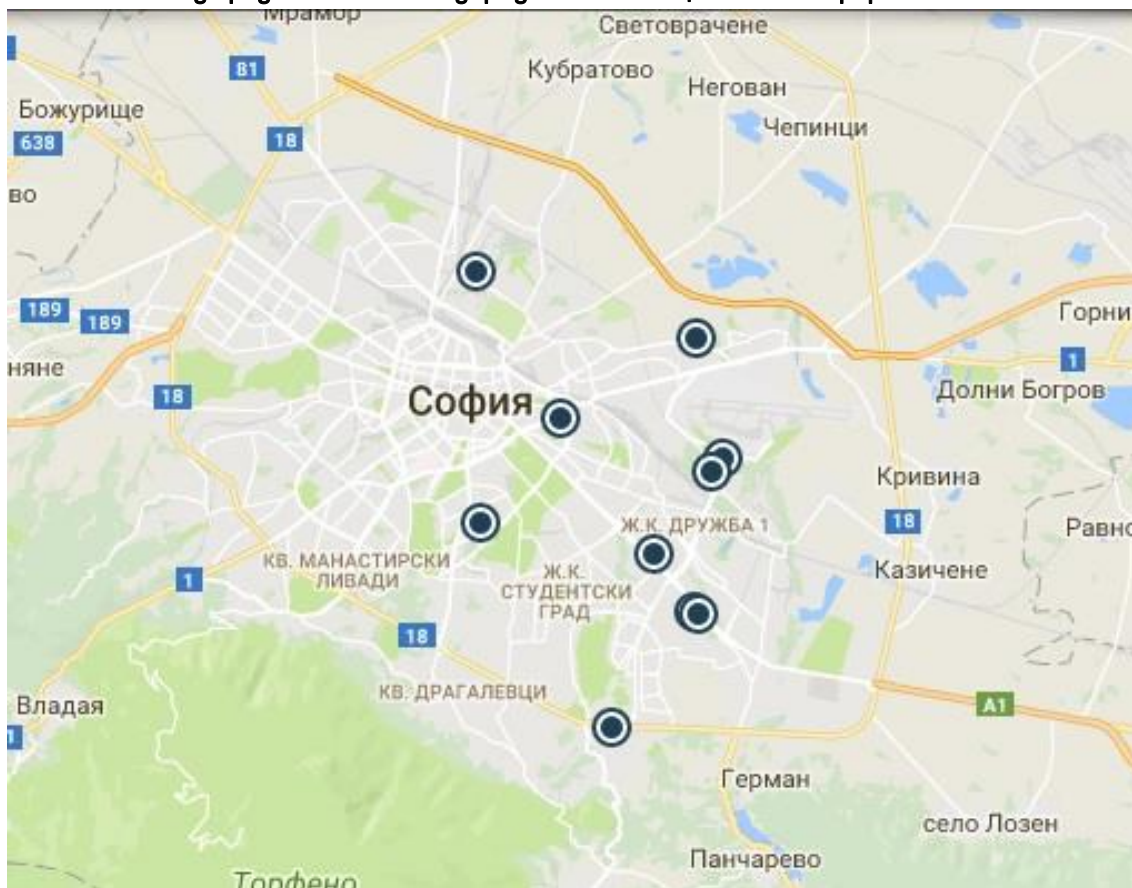 Мрамор
Световрачене
81
Кубратово
Негован
Божурище
18
Чепинци
638
во
189
189
Горни
1
няне
18
София
Долни Богров
Кривина
18
Ж.К. ДРУЖБА 1
Равно
КВ. МАНАСТИРСКИ
ЛИВАДИ
Ж.К.
СТУДЕНТСКИ
ГРАД
Казичене
1
18
КВ. ДРАГАЛЕВЦИ
Владая
A1
1
Герман
село Лозен
Панчарево
Торфено